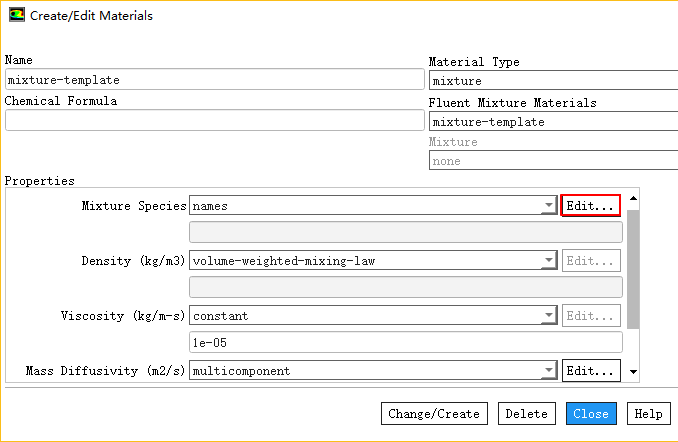 Create/Edit Materials
Name
mixture-template
Material Type
mixture
Chemical Formula
Fluent Mixture Materials
mixture-template
Mixture
none
Properties
Mixture Species names Edit...
Density (kg/m3) volume-weighted-mixing-law Edit...
Viscosity (kg/m-s) constant Edit...
1e-05
Mass Diffusivity (m2/s) multicomponent Edit...
Change/Create Delete Close Help